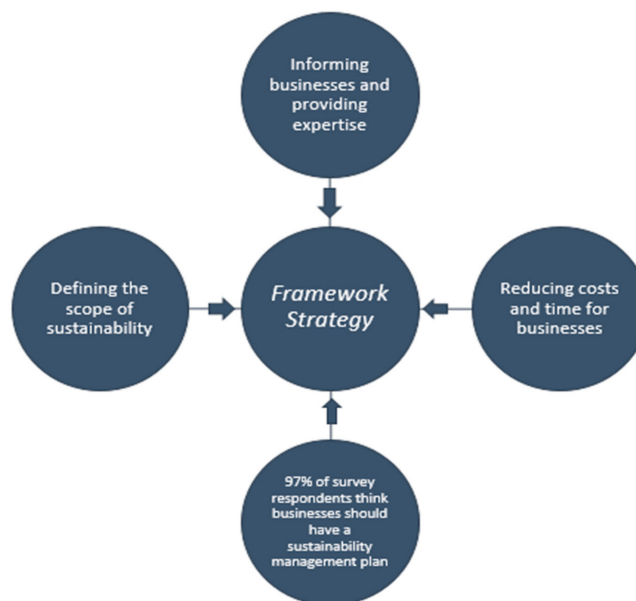 Informing
businesses and
providing
expertise
Defining the
scope of
sustainability
Framework
Strategy
Reducing costs
and time for
businesses
97% of survey
respondents think
businesses should
have a
sustainability
management plan